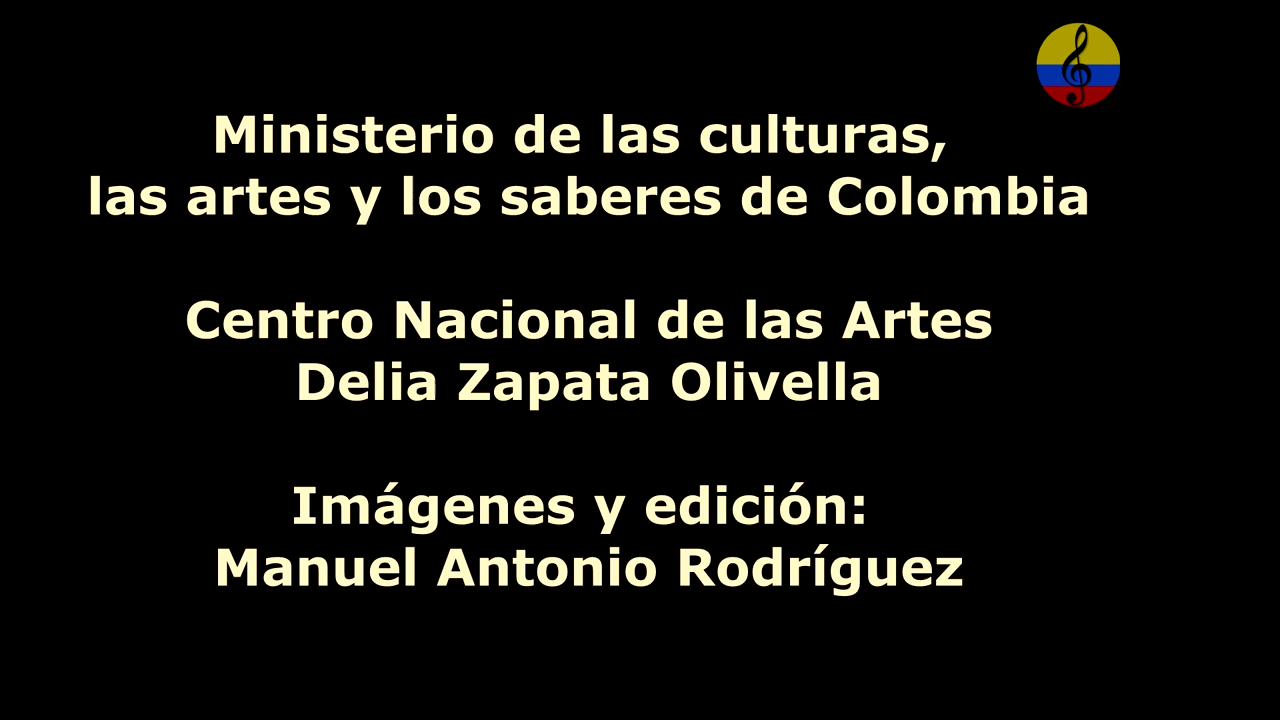 Ministerio de las culturas,
las artes y los saberes de Colombia
Centro Nacional de las Artes
Delia Zapata Olivella
Imágenes y edición:
Manuel Antonio Rodríguez